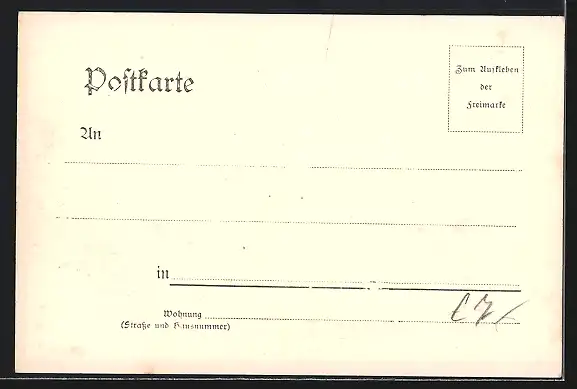 Postkarte
Zum Aufkleben
der
Freimarke
An
in
Wohnung
(Straße und Hausnummer)